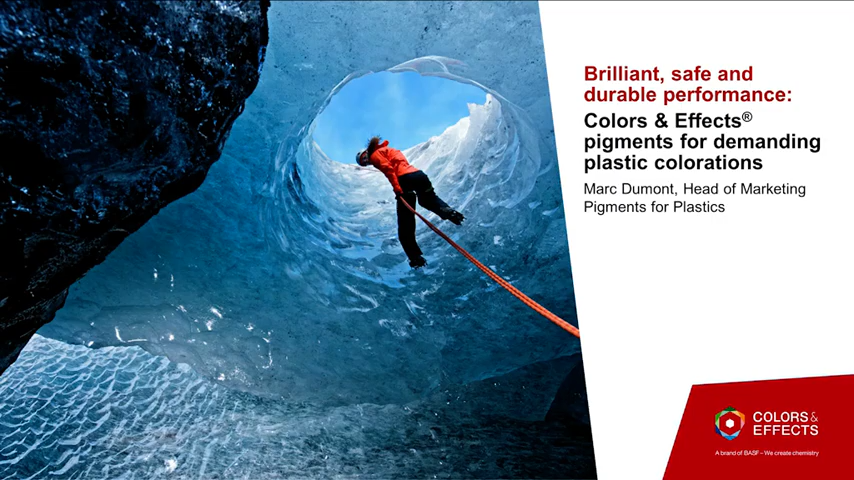 Brilliant, safe and
durable performance:
Colors & Effects®
pigments for demanding
plastic colorations
Marc Dumont, Head of Marketing
Pigments for Plastics
COLORS&
EFFECTS
A brand of BASF – We create chemistry